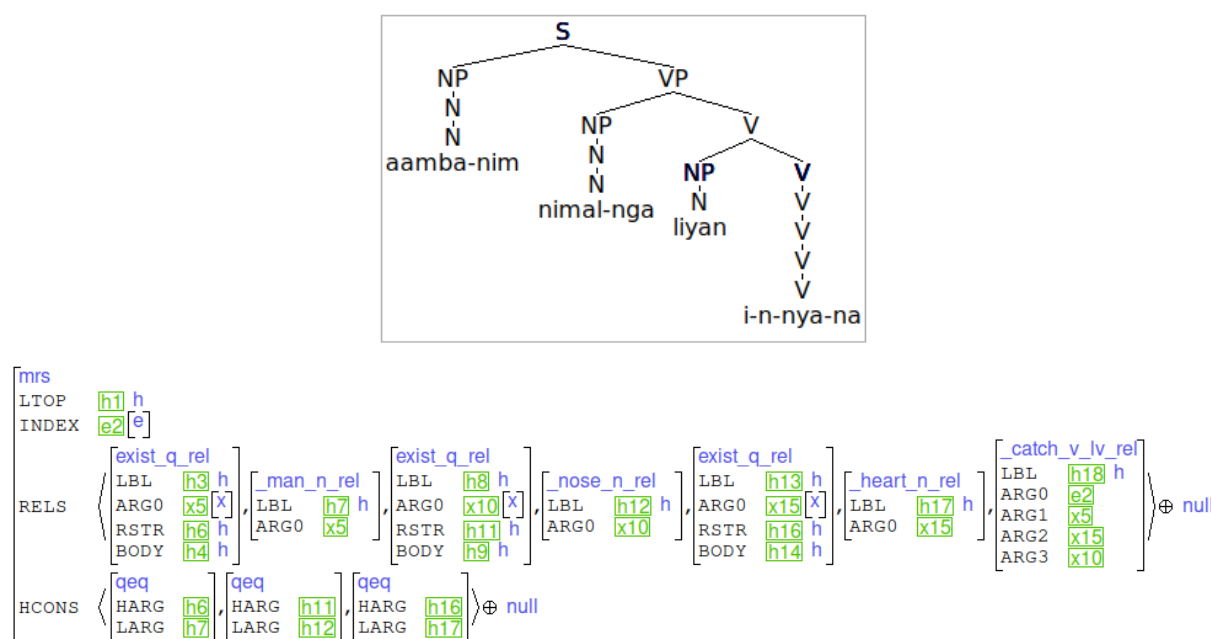 S
NP VP
N NP V
N N NP V
aamba-nim N N V
nimal-nga liyan V
V
V
i-n-nya-na
mrs
LTOP h1 h
INDEX e2 [e]
RELS ⟨ [exist_q_rel LBL h3 h ARG0 x5 [x] RSTR h6 h BODY h4 h], [_man_n_rel LBL h7 h ARG0 x5], [exist_q_rel LBL h8 h ARG0 x10 [x] RSTR h11 h BODY h9 h], [_nose_n_rel LBL h12 h ARG0 x10], [exist_q_rel LBL h13 h ARG0 x15 [x] RSTR h16 h BODY h14 h], [_heart_n_rel LBL h17 h ARG0 x15], [_catch_v_lv_rel LBL h18 h ARG0 e2 ARG1 x5 ARG2 x15 ARG3 x10] ⟩ ⊕ null
HCONS ⟨ [qeq HARG h6 LARG h7], [qeq HARG h11 LARG h12], [qeq HARG h16 LARG h17] ⟩ ⊕ null